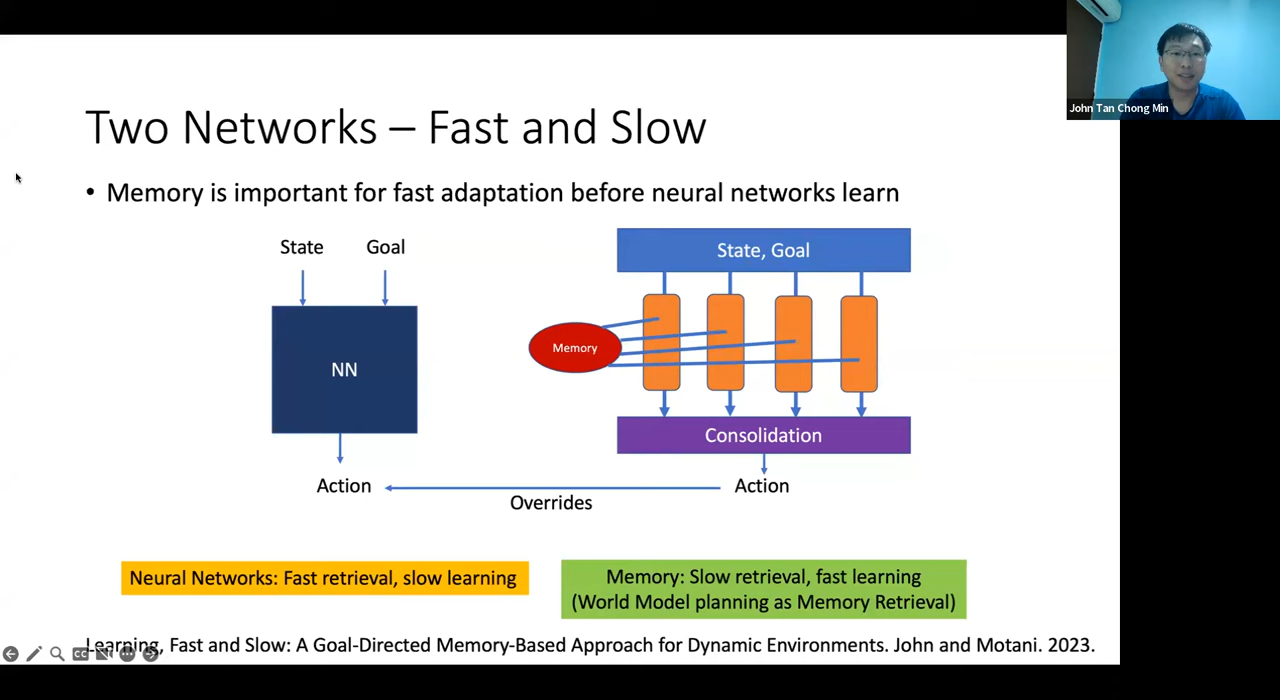 John Tan Chong Min
Two Networks – Fast and Slow
• Memory is important for fast adaptation before neural networks learn
State
Goal
NN
Action
State, Goal
Memory
Consolidation
Action
Overrides
Neural Networks: Fast retrieval, slow learning
Memory: Slow retrieval, fast learning
(World Model planning as Memory Retrieval)
Learning, Fast and Slow: A Goal-Directed Memory-Based Approach for Dynamic Environments. John and Motani. 2023.
CC